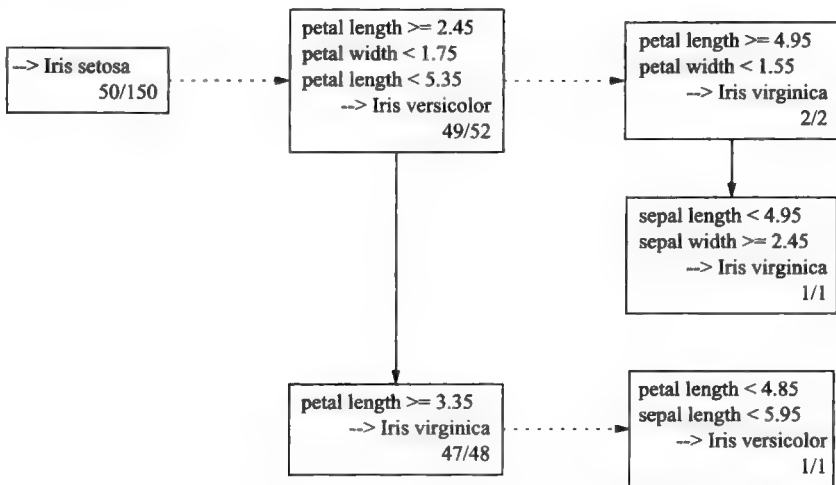 --> Iris setosa
50/150
petal length >= 2.45
petal width < 1.75
petal length < 5.35
--> Iris versicolor
49/52
petal length >= 4.95
petal width < 1.55
--> Iris virginica
2/2
sepal length < 4.95
sepal width >= 2.45
--> Iris virginica
1/1
petal length >= 3.35
--> Iris virginica
47/48
petal length < 4.85
sepal length < 5.95
--> Iris versicolor
1/1